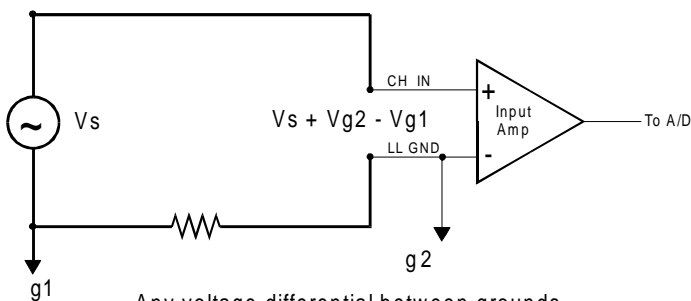 CH IN
+
Input
Amp
To A/D
~
Vs
Vs + Vg2 - Vg1
LL GND
-
g2
g1
Any voltage differential between grounds